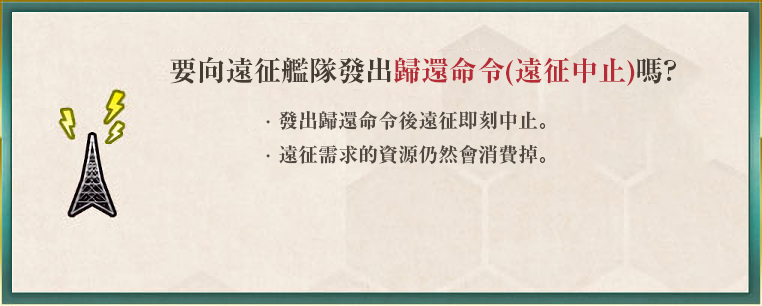 要向遠征艦隊發出歸還命令(遠征中止)嗎?
· 發出歸還命令後遠征即刻中止。
· 遠征需求的資源仍然會消費掉。